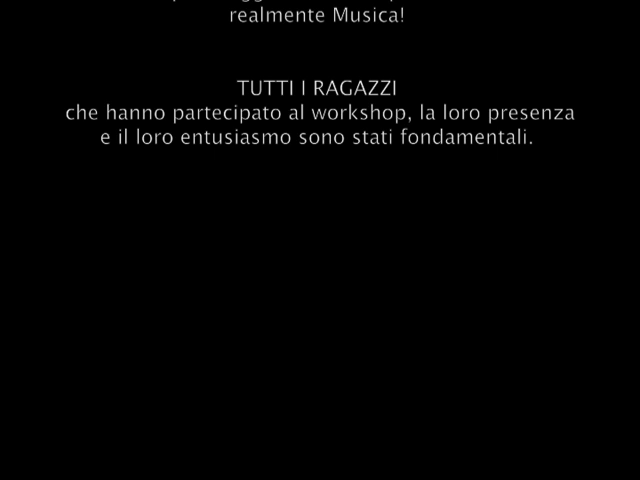 realmente Musica!
TUTTI I RAGAZZI
che hanno partecipato al workshop, la loro presenza
e il loro entusiasmo sono stati fondamentali.